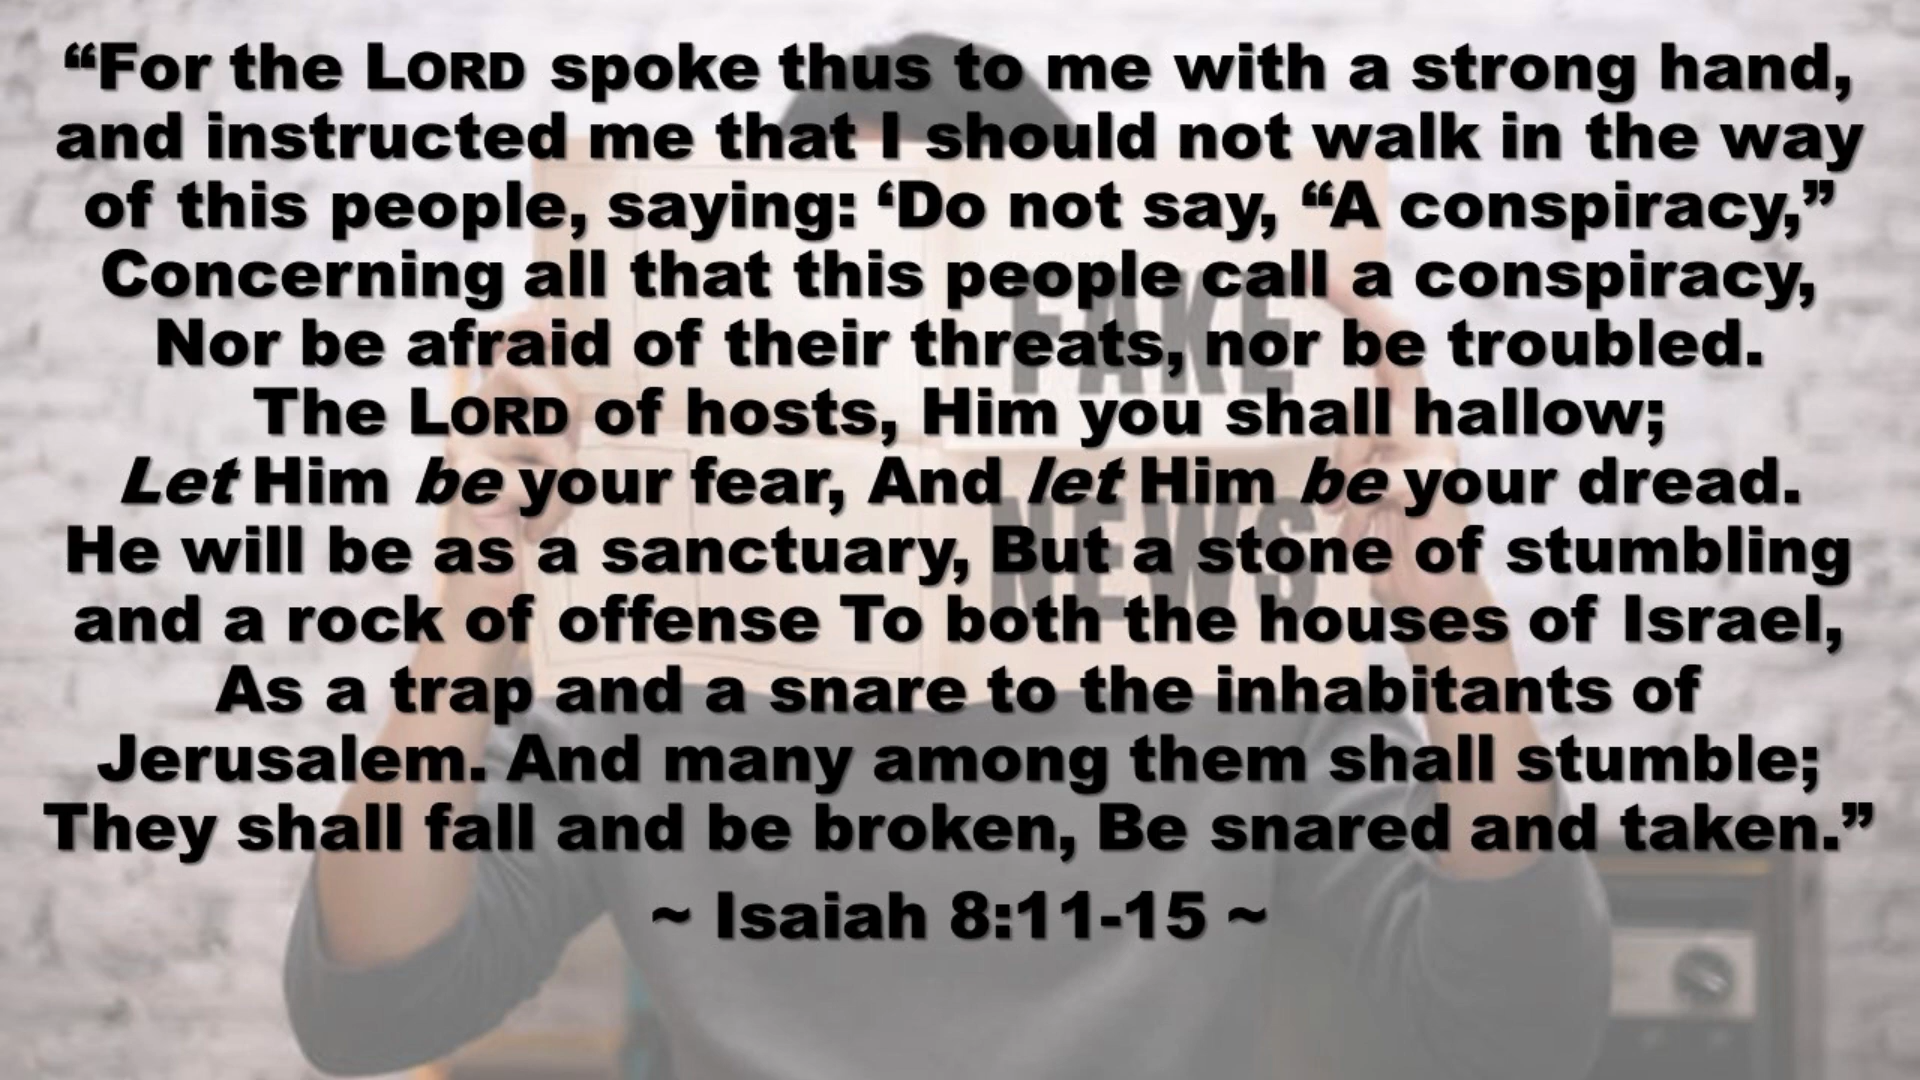 “For the LORD spoke thus to me with a strong hand,
and instructed me that I should not walk in the way
of this people, saying: ‘Do not say, “A conspiracy,”
Concerning all that this people call a conspiracy,
Nor be afraid of their threats, nor be troubled.
The LORD of hosts, Him you shall hallow;
Let Him be your fear, And let Him be your dread.
He will be as a sanctuary, But a stone of stumbling
and a rock of offense To both the houses of Israel,
As a trap and a snare to the inhabitants of
Jerusalem. And many among them shall stumble;
They shall fall and be broken, Be snared and taken.”
~ Isaiah 8:11-15 ~
FAKE
NEWS